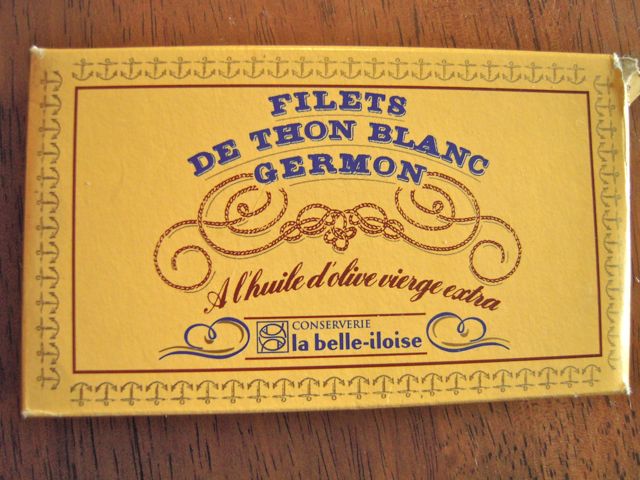 FILETS
DE THON BLANC
GERMON
A l'huile d'olive vierge extra
CONSERVERIE
la belle-iloise